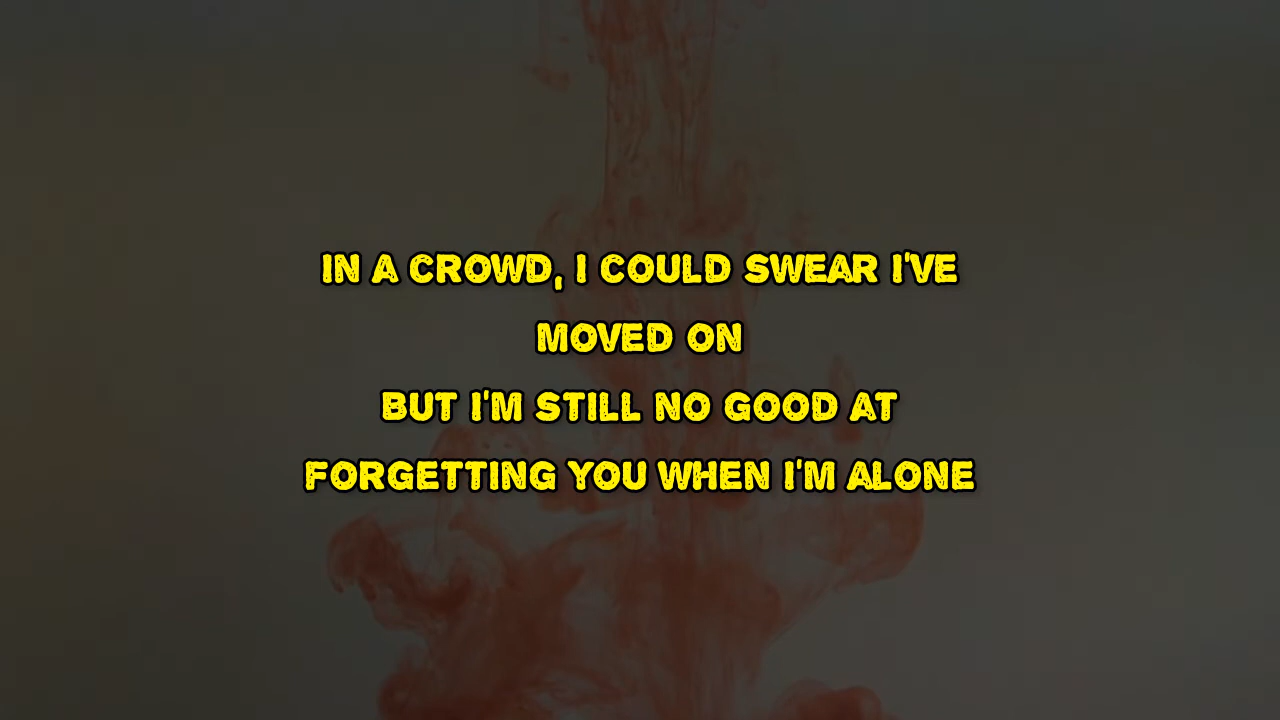 IN A CROWD, I COULD SWEAR I'VE
MOVED ON
BUT I'M STILL NO GOOD AT
FORGETTING YOU WHEN I'M ALONE